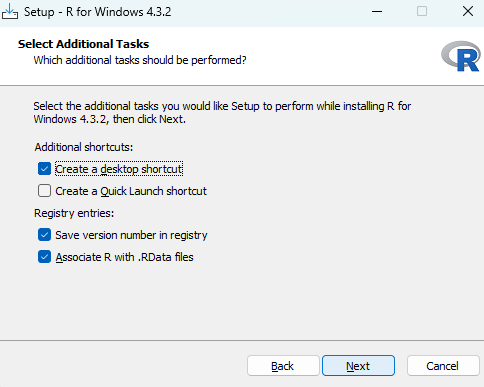 Setup - R for Windows 4.3.2
Select Additional Tasks
Which additional tasks should be performed?
R
Select the additional tasks you would like Setup to perform while installing R for
Windows 4.3.2, then click Next.
Additional shortcuts:
Create a desktop shortcut
Create a Quick Launch shortcut
Registry entries:
Save version number in registry
Associate R with .RData files
Back
Next
Cancel